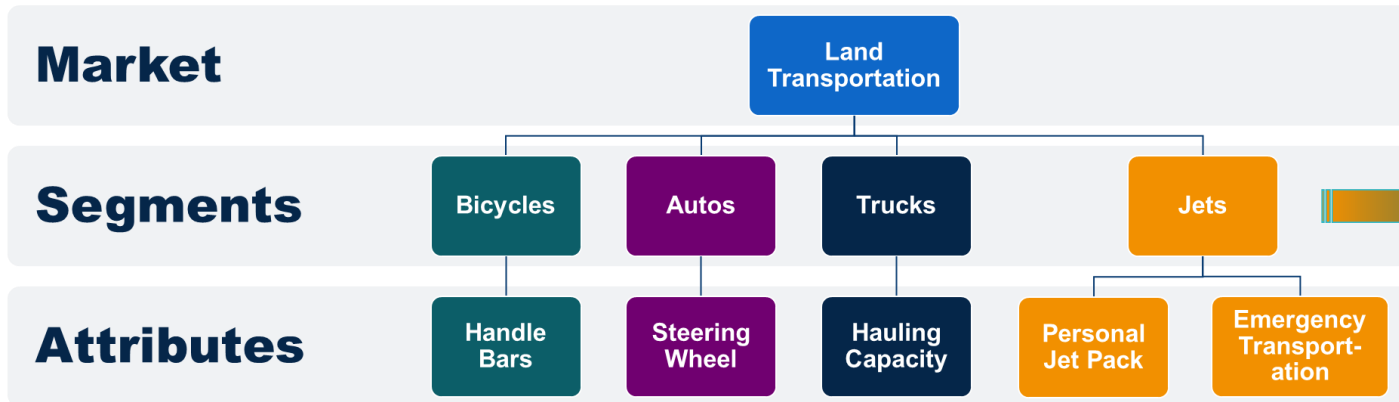 Market
Land
Transportation
Segments
Bicycles
Autos
Trucks
Jets
Attributes
Handle
Bars
Steering
Wheel
Hauling
Capacity
Personal
Jet Pack
Emergency
Transport-
ation